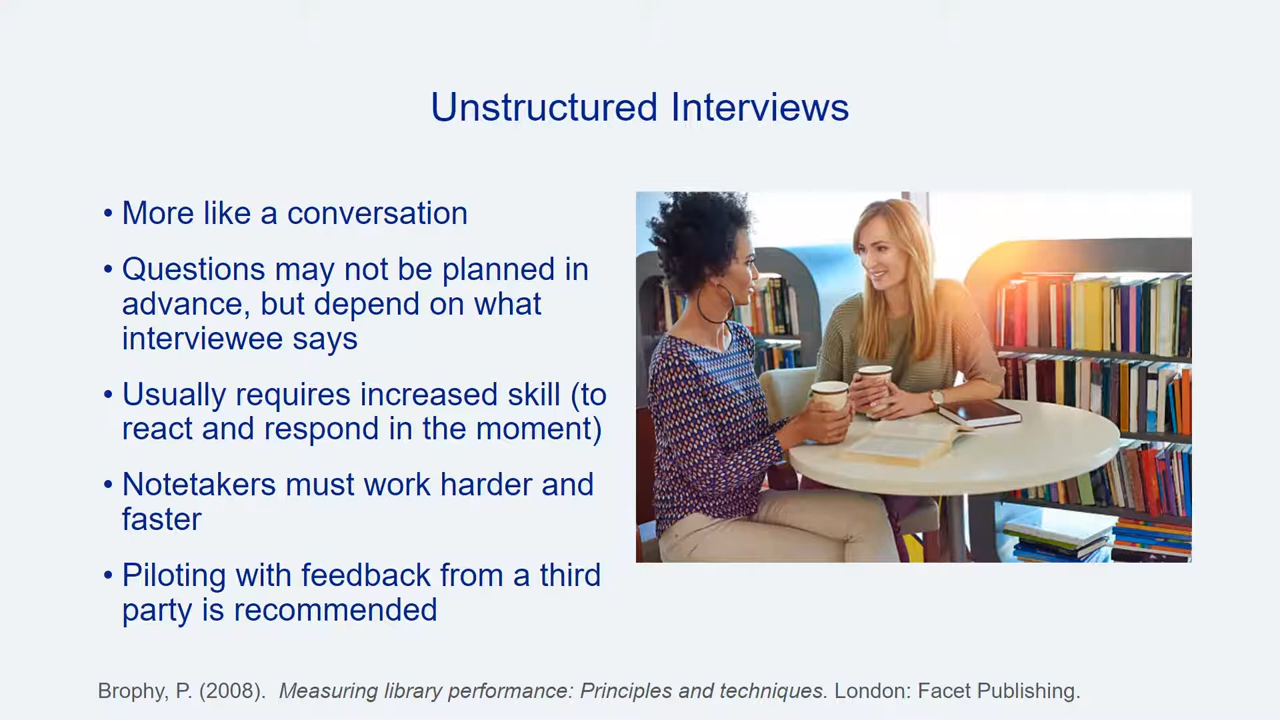 Unstructured Interviews
• More like a conversation
• Questions may not be planned in
advance, but depend on what
interviewee says
• Usually requires increased skill (to
react and respond in the moment)
• Notetakers must work harder and
faster
• Piloting with feedback from a third
party is recommended
Brophy, P. (2008).  Measuring library performance: Principles and techniques. London: Facet Publishing.